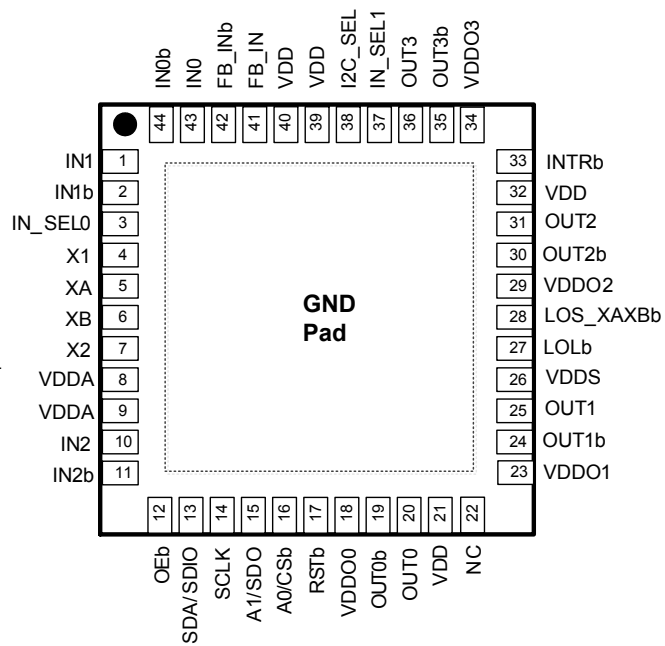 IN0b
IN0
FB_INb
FB_IN
VDD
VDD
I2C_SEL
IN_SEL1
OUT3
OUT3b
VDDO3
44
43
42
41
40
39
38
37
36
35
34
IN1 1
IN1b 2
IN_SEL0 3
X1 4
XA 5
XB 6
X2 7
VDDA 8
VDDA 9
IN2 10
IN2b 11
GND
Pad
33 INTRb
32 VDD
31 OUT2
30 OUT2b
29 VDDO2
28 LOS_XAXBb
27 LOLb
26 VDDS
25 OUT1
24 OUT1b
23 VDDO1
12
13
14
15
16
17
18
19
20
21
22
OEb
SDA/SDIO
SCLK
A1/SDO
A0/CSb
RSTb
VDDO0
OUT0b
OUT0
VDD
NC